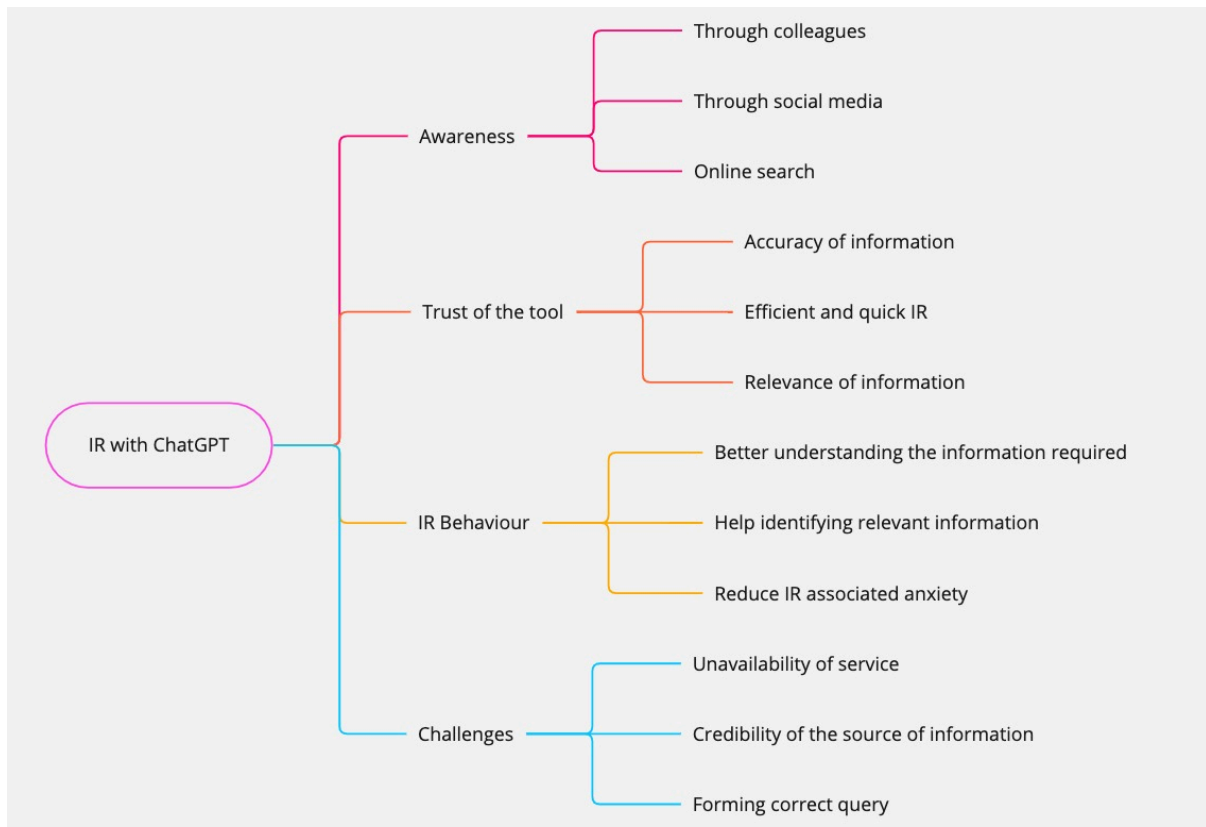 IR with ChatGPT
Awareness
Through colleagues
Through social media
Online search
Trust of the tool
Accuracy of information
Efficient and quick IR
Relevance of information
IR Behaviour
Better understanding the information required
Help identifying relevant information
Reduce IR associated anxiety
Challenges
Unavailability of service
Credibility of the source of information
Forming correct query